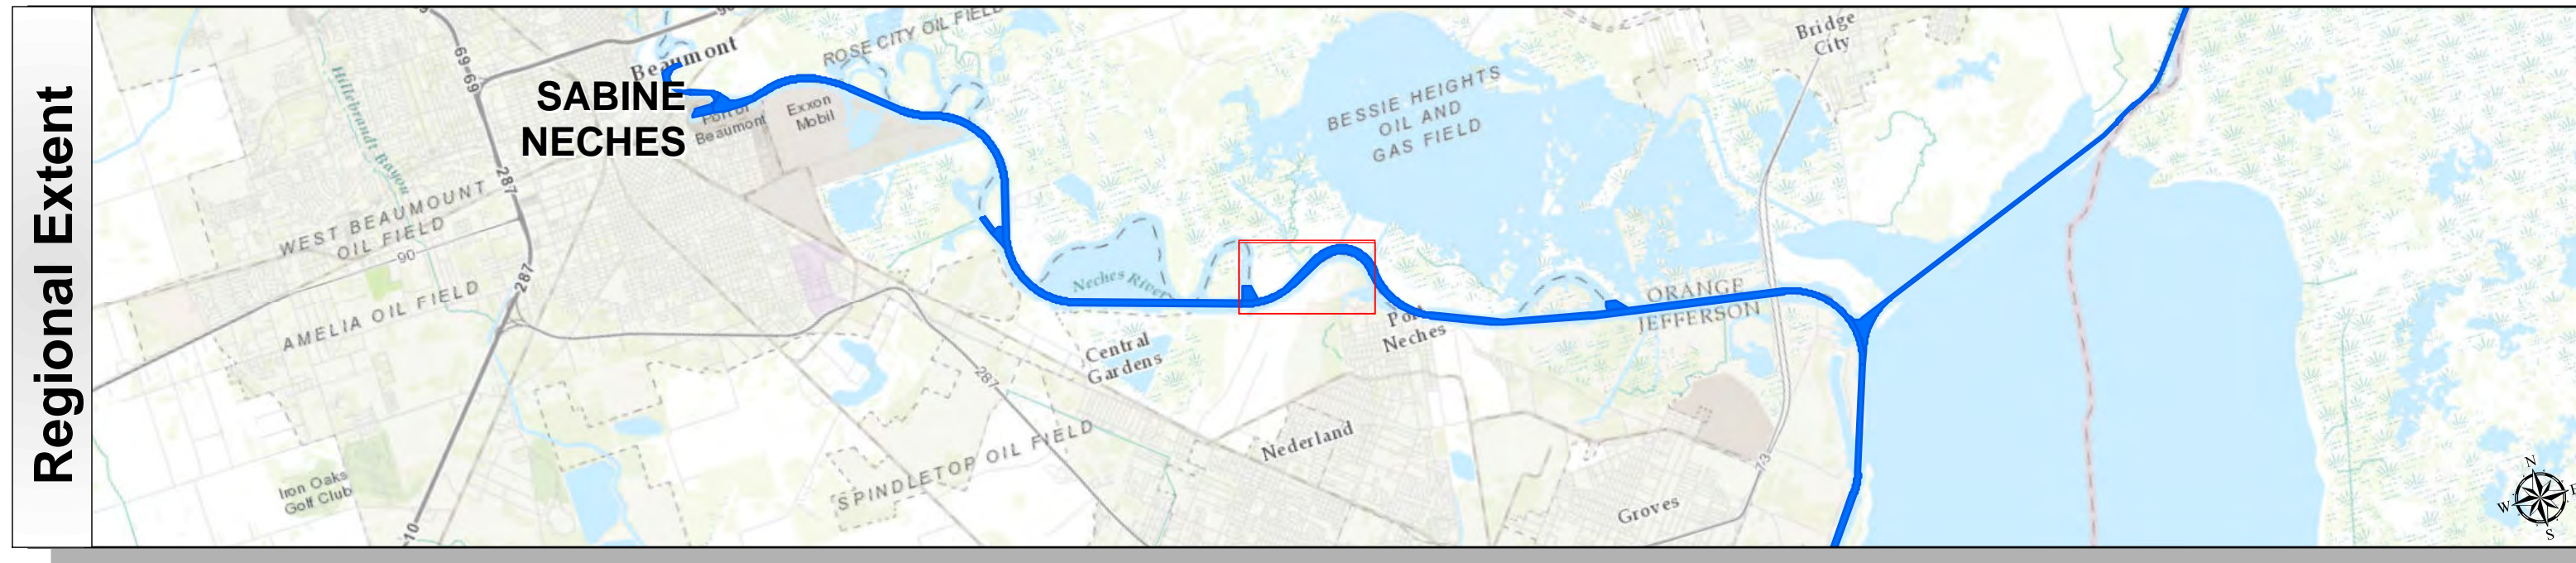 Regional Extent
90
Beaumont
ROSE CITY OIL FIELD
69-69
Hillebrandt Bayou
SABINE
NECHES
Port of
Beaumont
Exxon
Mobil
287
WEST BEAUMOUNT
OIL FIELD
90
287
AMELIA OIL FIELD
Iron Oaks
Golf Club
10
SPINDLETOP OIL FIELD
287
Neches River
Central
Gardens
Nederland
Port
Neches
BESSIE HEIGHTS
OIL AND
GAS FIELD
Bridge
City
ORANGE
JEFFERSON
73
Groves
N
W
E
S